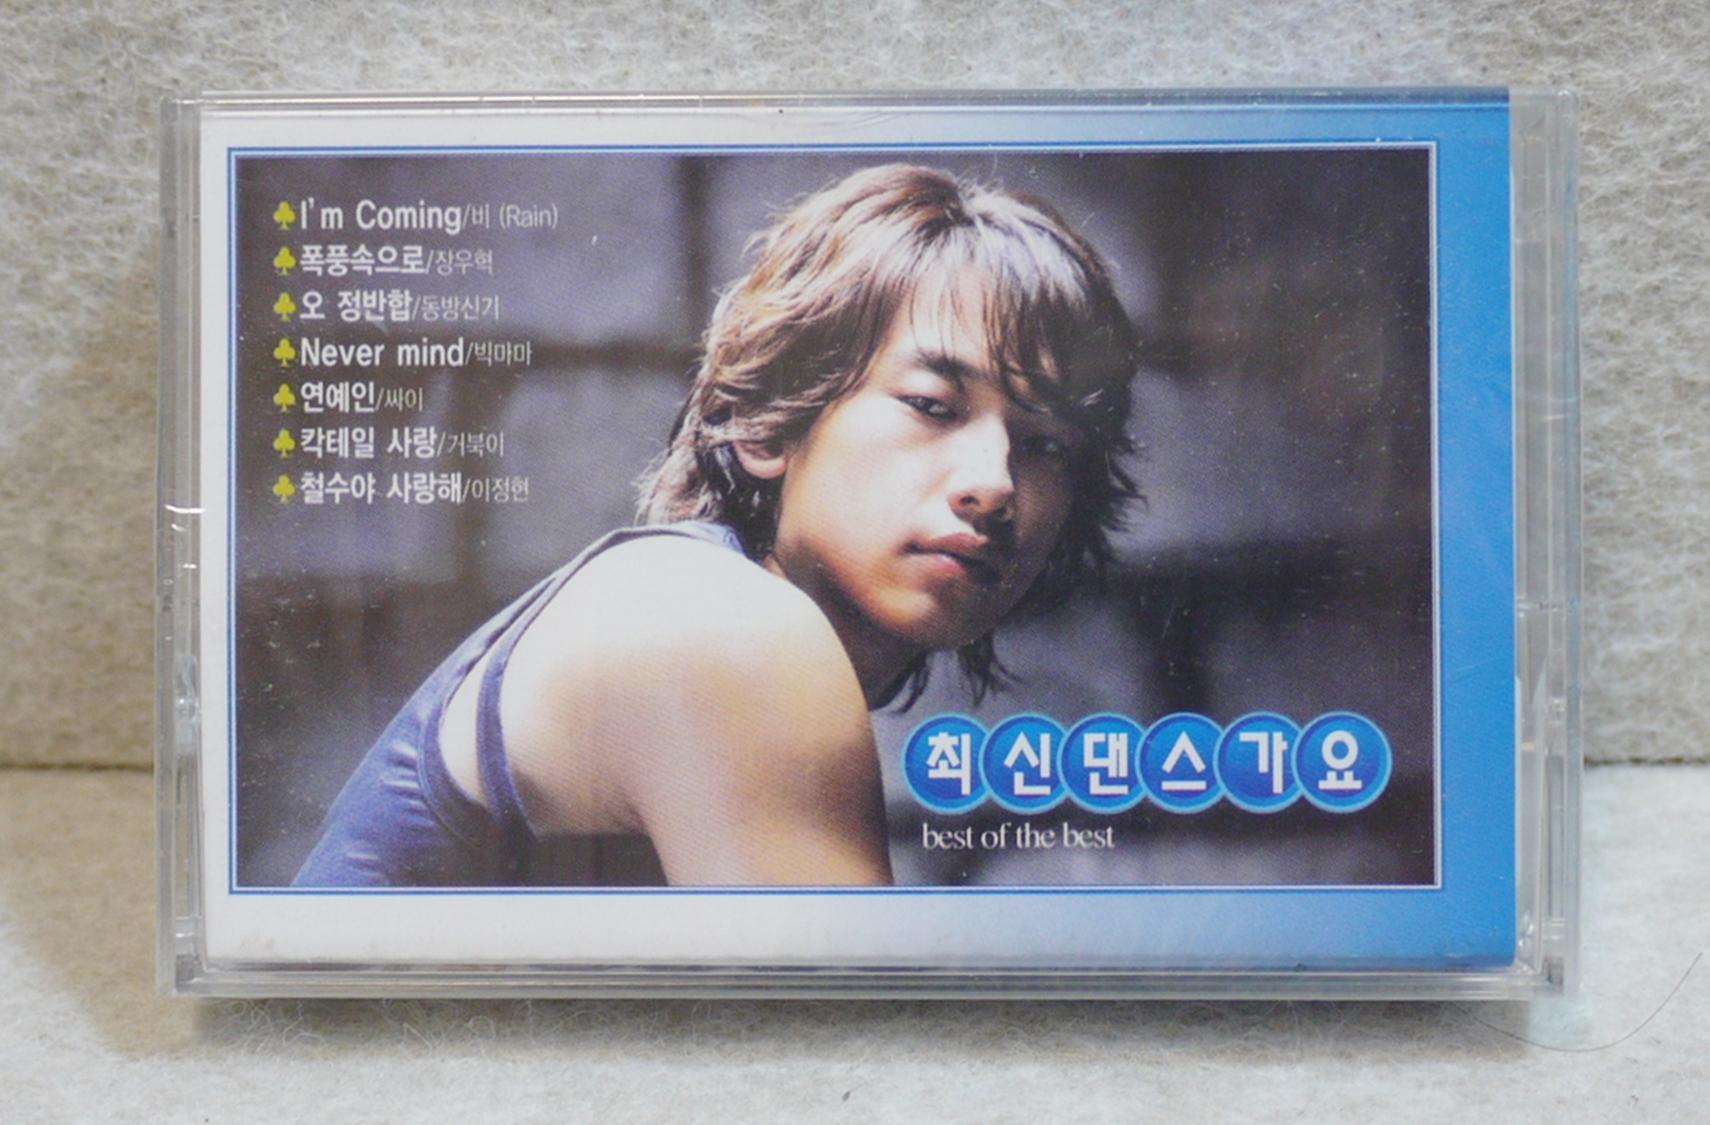 I'm Coming/비 (Rain)
폭풍속으로/장우혁
오 정반합/동방신기
Never mind/빅마마
연예인/싸이
칵테일 사랑/거북이
철수야 사랑해/이정현
최신댄스가요
best of the best